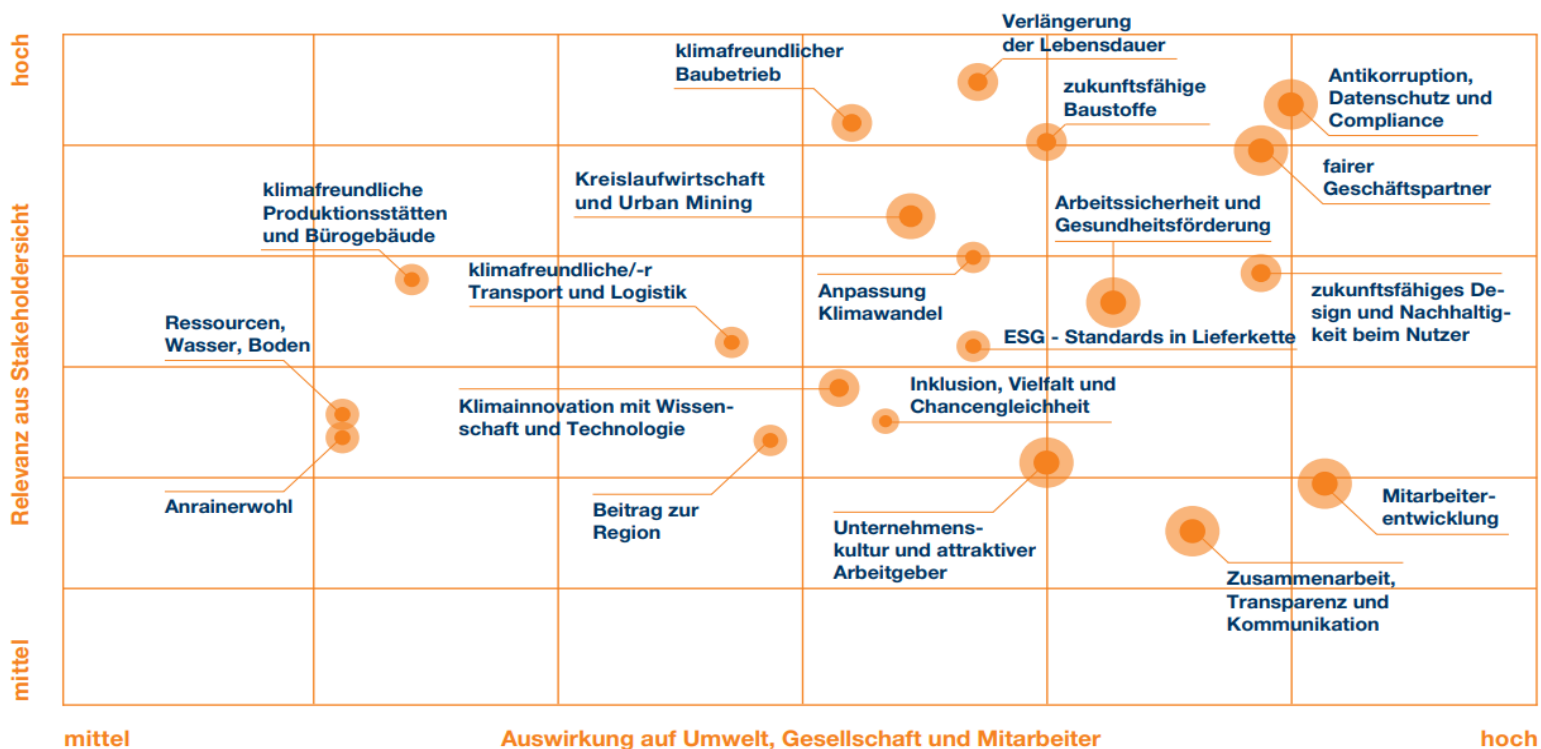 hoch
Relevanz aus Stakeholdersicht
mittel
Verlängerung
der Lebensdauer
klimafreundlicher
Baubetrieb
zukunftsfähige
Baustoffe
Antikorruption,
Datenschutz und
Compliance
fairer
Geschäftspartner
Kreislaufwirtschaft
und Urban Mining
klimafreundliche
Produktionsstätten
und Bürogebäude
Arbeitssicherheit und
Gesundheitsförderung
klimafreundliche/-r
Transport und Logistik
Anpassung
Klimawandel
zukunftsfähiges De-
sign und Nachhaltig-
keit beim Nutzer
Ressourcen,
Wasser, Boden
ESG - Standards in Lieferkette
Inklusion, Vielfalt und
Chancengleichheit
Klimainnovation mit Wissen-
schaft und Technologie
Anrainerwohl
Beitrag zur
Region
Unternehmens-
kultur und attraktiver
Arbeitgeber
Mitarbeiter-
entwicklung
Zusammenarbeit,
Transparenz und
Kommunikation
mittel
Auswirkung auf Umwelt, Gesellschaft und Mitarbeiter
hoch